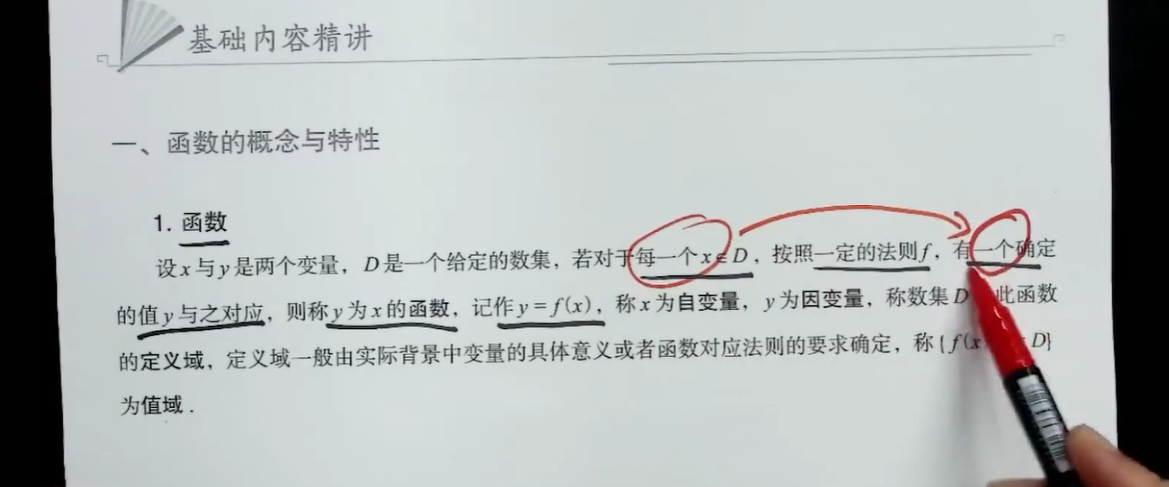 基础内容精讲
一、函数的概念与特性
1. 函数
设 x 与 y 是两个变量，D 是一个给定的数集，若对于每一个 x∈D，按照一定的法则 f，有一个确定
的值 y 与之对应，则称 y 为 x 的函数，记作 y = f(x)，称 x 为自变量，y 为因变量，称数集 D 此函数
的定义域，定义域一般由实际背景中变量的具体意义或者函数对应法则的要求确定，称{f(x D}
为值域．